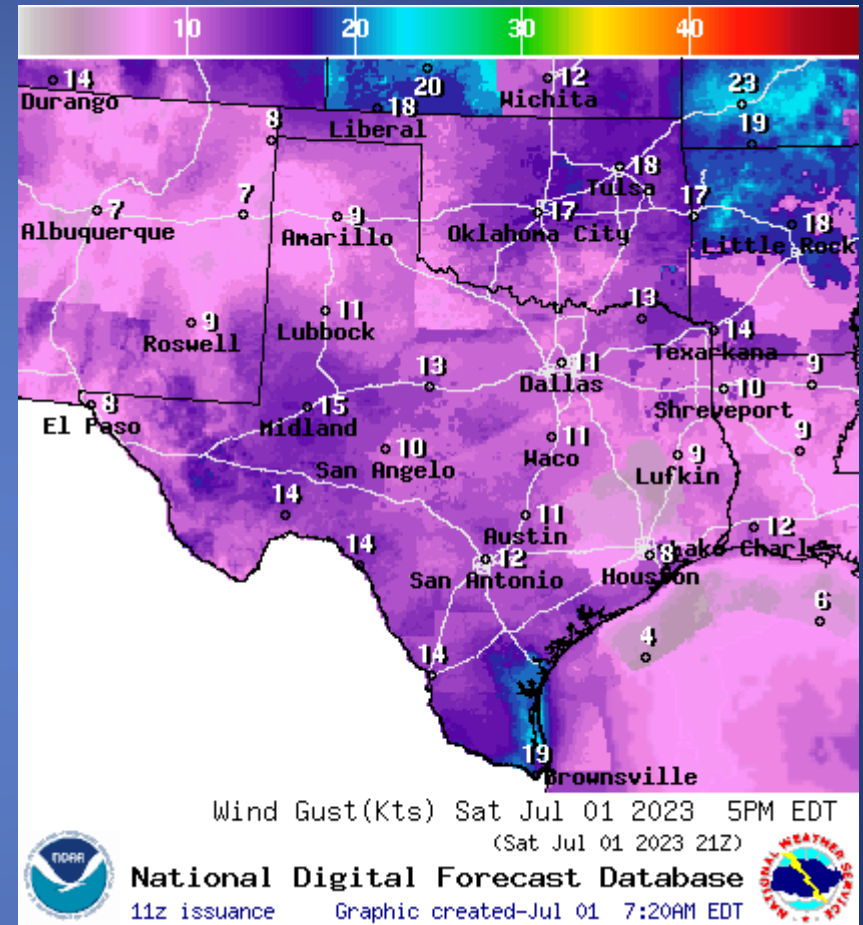 10 20 30 40
14 20 12 23
Durango 8 18 Wichita 19
Liberal
18
Tulsa
7 7 9 17 17 18
Albuquerque Amarillo Oklahoma City Little Rock
9 11 13 14
Roswell Lubbock Texarkana
13 11 9
Dallas 10
8 15 Shreveport
El Paso Midland 10 11 9 9
San Angelo Waco Lufkin
14 11 12
Austin Lake Charles
14 12 8
San Antonio Houston
6
4
14
19
Brownsville
Wind Gust(Kts) Sat Jul 01 2023 5PM EDT
(Sat Jul 01 2023 21Z)
NOAA
National Digital Forecast Database
11z issuance Graphic created-Jul 01 7:20AM EDT
NATIONAL WEATHER SERVICE